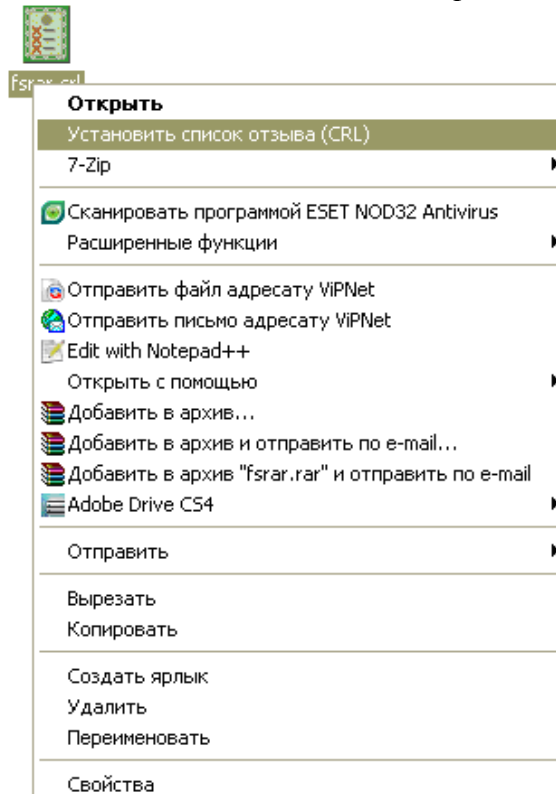 fsrar.crl
Открыть
Установить список отзыва (CRL)
7-Zip
Сканировать программой ESET NOD32 Antivirus
Расширенные функции
Отправить файл адресату ViPNet
Отправить письмо адресату ViPNet
Edit with Notepad++
Открыть с помощью
Добавить в архив...
Добавить в архив и отправить по e-mail...
Добавить в архив "fsrar.rar" и отправить по e-mail
Adobe Drive CS4
Отправить
Вырезать
Копировать
Создать ярлык
Удалить
Переименовать
Свойства